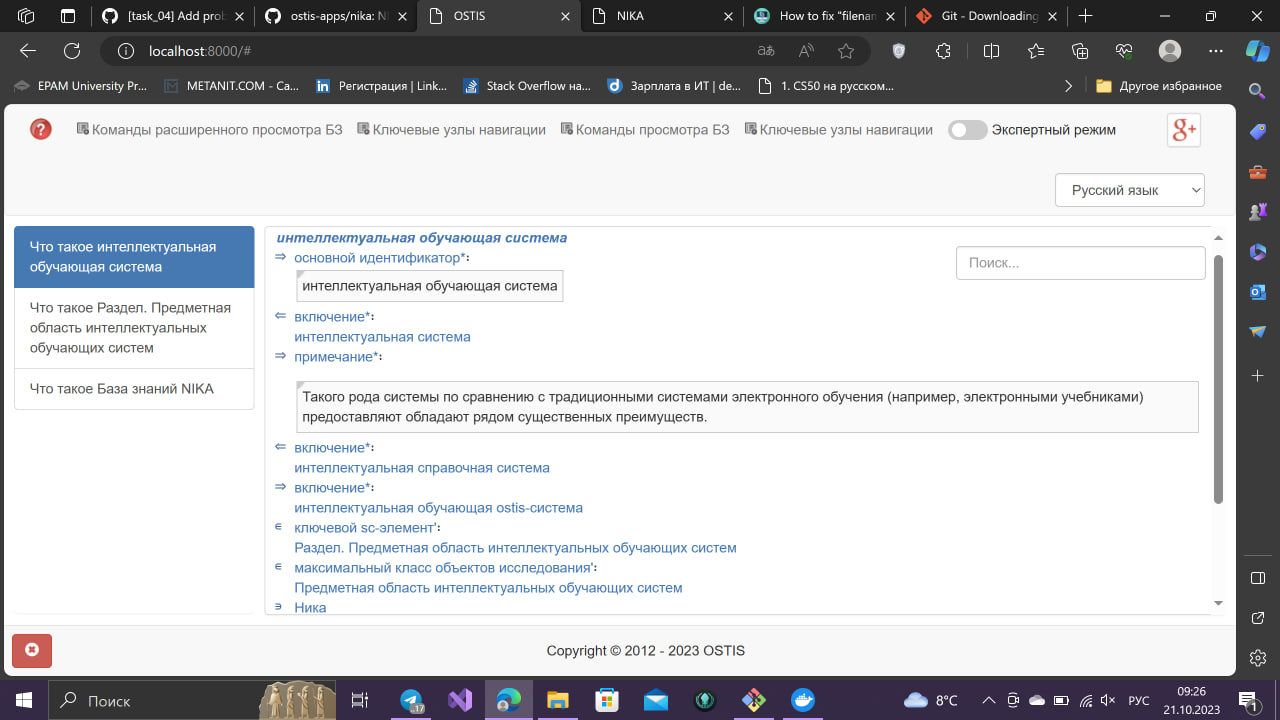 [task_04] Add prob
ostis-apps/nika: N
OSTIS
NIKA
How to fix "filenam
Git - Downloading
localhost:8000/#
EPAM University Pr...
METANIT.COM - Са...
Регистрация | Link...
Stack Overflow на...
Зарплата в ИТ | de...
1. CS50 на русском...
Другое избранное
Команды расширенного просмотра БЗ
Ключевые узлы навигации
Команды просмотра БЗ
Ключевые узлы навигации
Экспертный режим
g+
Русский язык
Что такое интеллектуальная
обучающая система
Что такое Раздел. Предметная
область интеллектуальных
обучающих систем
Что такое База знаний NIKA
интеллектуальная обучающая система
Поиск...
⇒ основной идентификатор*:
интеллектуальная обучающая система
⇐ включение*:
интеллектуальная система
⇒ примечание*:
Такого рода системы по сравнению с традиционными системами электронного обучения (например, электронными учебниками)
предоставляют обладают рядом существенных преимуществ.
⇐ включение*:
интеллектуальная справочная система
⇒ включение*:
интеллектуальная обучающая ostis-система
∈ ключевой sc-элемент':
Раздел. Предметная область интеллектуальных обучающих систем
∈ максимальный класс объектов исследования':
Предметная область интеллектуальных обучающих систем
∋ Ника
Copyright © 2012 - 2023 OSTIS
Поиск
17
8°C
РУС
09:26
21.10.2023
1